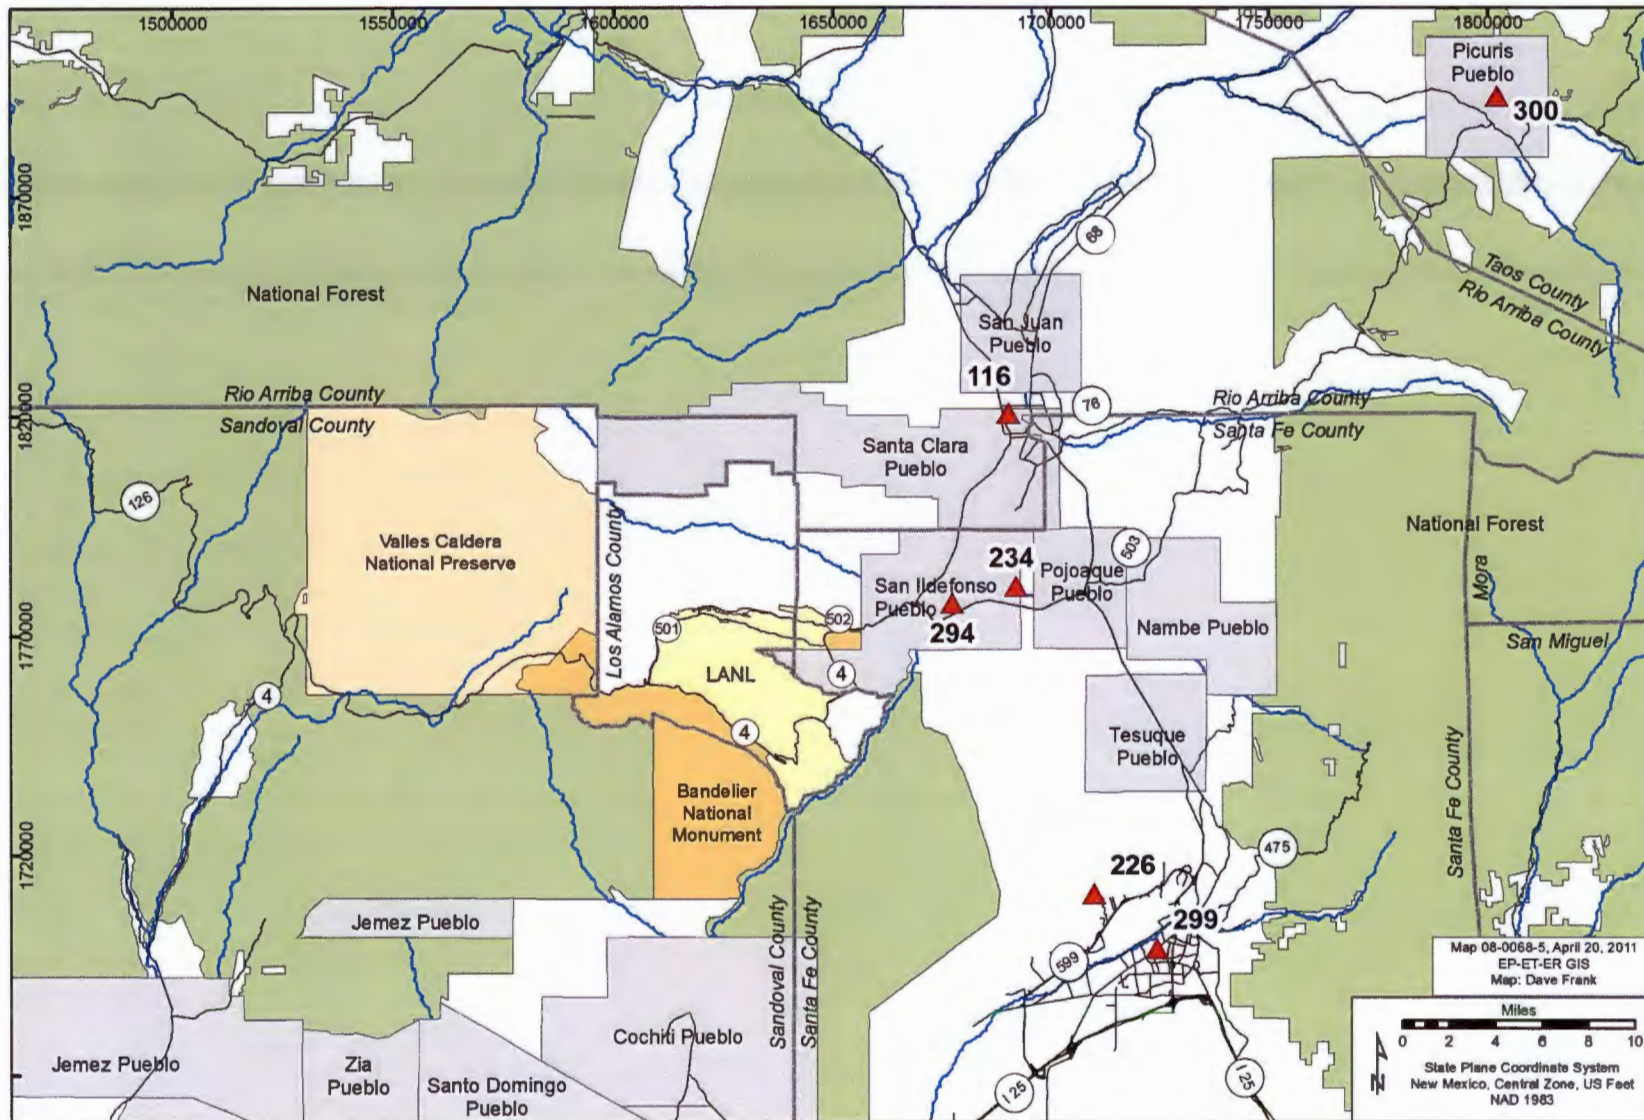 1500000
1550000
1600000
1650000
1700000
1750000
1800000
1870000
1820000
1770000
1720000
Picuris
Pueblo
300
68
National Forest
Taos County
Rio Arriba County
San Juan
Pueblo
116
76
Rio Arriba County
Sandoval County
Rio Arriba County
Santa Fe County
Santa Clara
Pueblo
126
Valles Caldera
National Preserve
Los Alamos County
National Forest
234
503
San Ildefonso
Pueblo
Pojoaque
Pueblo
294
Mora
501
502
Nambe Pueblo
San Miguel
LANL
4
4
4
Tesuque
Pueblo
Santa Fe County
Bandelier
National
Monument
475
226
299
Jemez Pueblo
Sandoval County
Santa Fe County
599
Map 08-0068-5, April 20, 2011
EP-ET-ER GIS
Map: Dave Frank
Miles
0 2 4 6 8 10
State Plane Coordinate System
New Mexico, Central Zone, US Feet
NAD 1983
N
Cochiti Pueblo
Jemez Pueblo
Zia
Pueblo
Santo Domingo
Pueblo
I 25
I 25